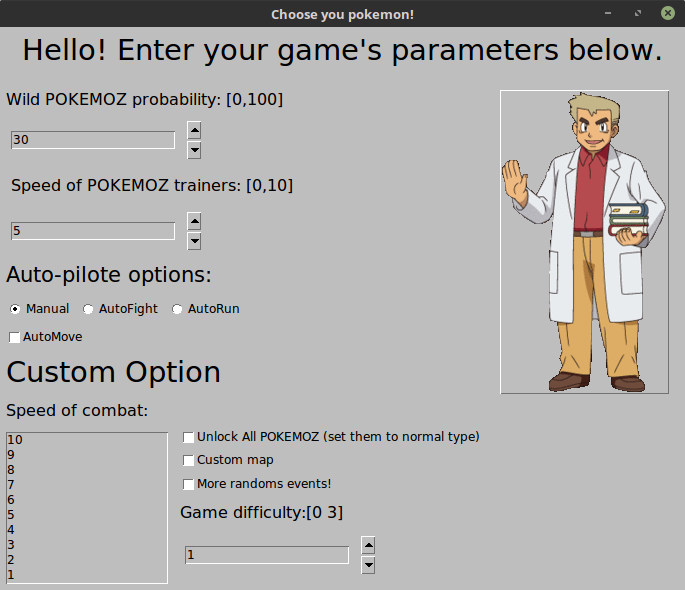 Choose you pokemon!
Hello! Enter your game's parameters below.
Wild POKEMOZ probability: [0,100]
30
Speed of POKEMOZ trainers: [0,10]
5
Auto-pilote options:
Manual AutoFight AutoRun
AutoMove
Custom Option
Speed of combat:
10
9
8
7
6
5
4
3
2
1
Unlock All POKEMOZ (set them to normal type)
Custom map
More randoms events!
Game difficulty:[0 3]
1